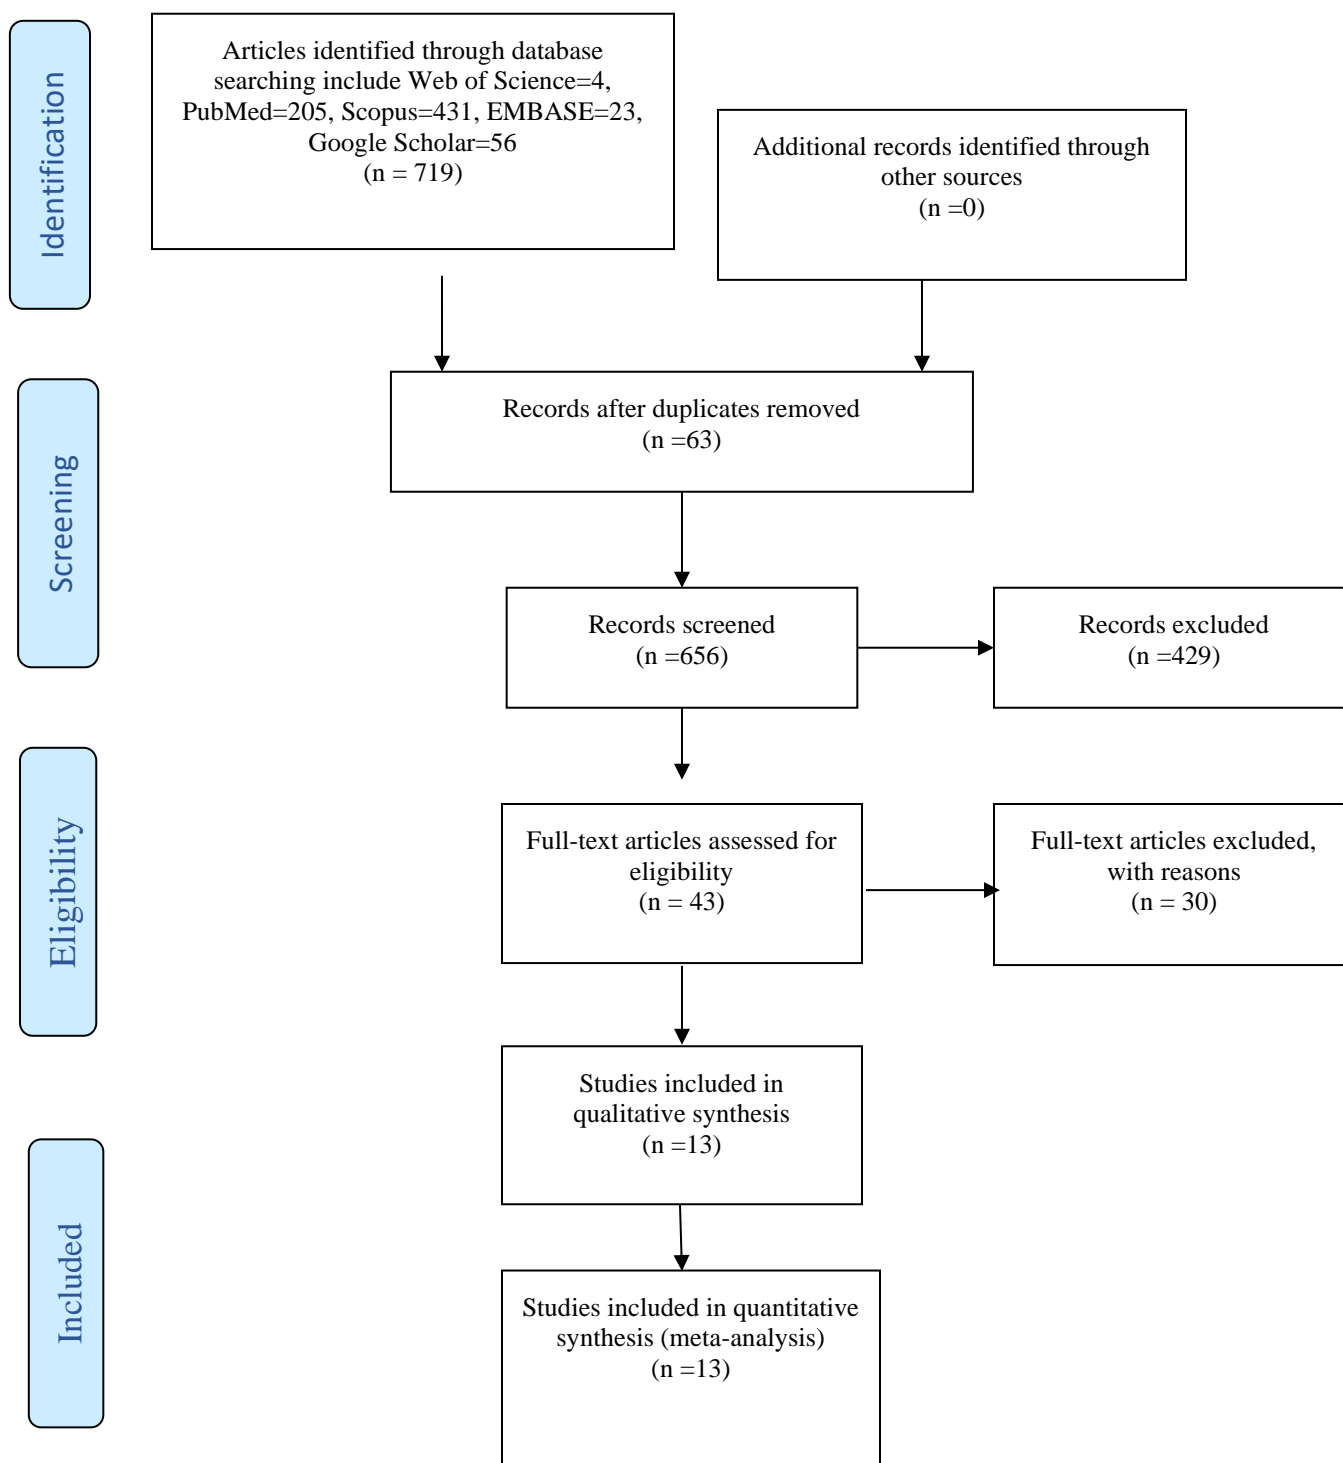 Identification
Articles identified through database
searching include Web of Science=4,
PubMed=205, Scopus=431, EMBASE=23,
Google Scholar=56
(n = 719)
Additional records identified through
other sources
(n =0)
Screening
Records after duplicates removed
(n =63)
Records screened
(n =656)
Records excluded
(n =429)
Eligibility
Full-text articles assessed for
eligibility
(n = 43)
Full-text articles excluded,
with reasons
(n = 30)
Studies included in
qualitative synthesis
(n =13)
Included
Studies included in quantitative
synthesis (meta-analysis)
(n =13)